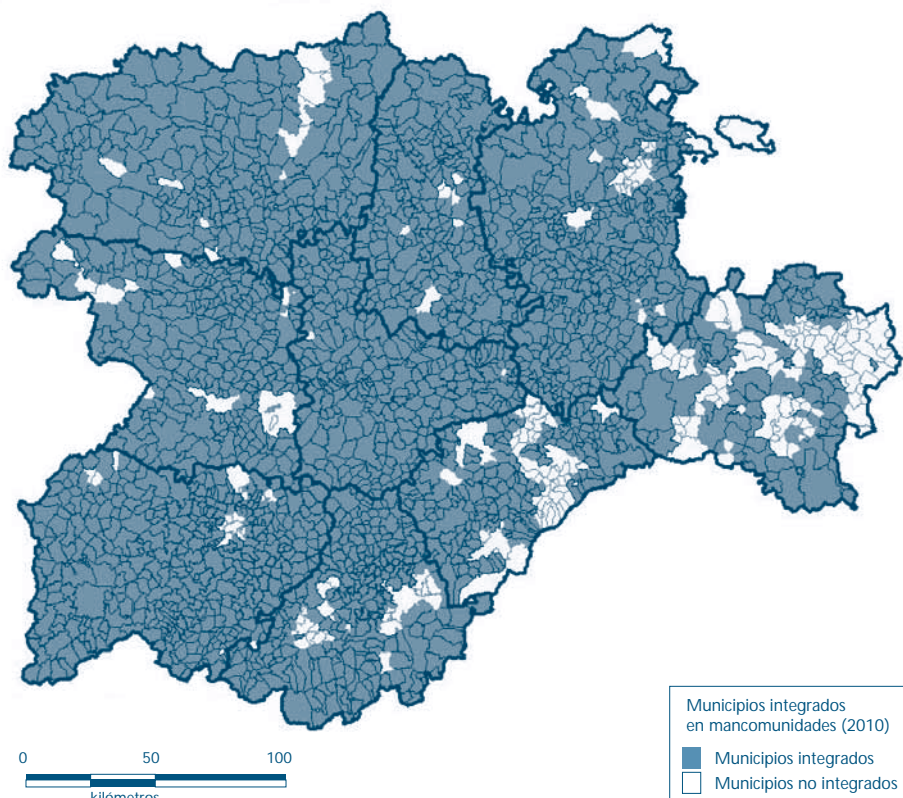 0 50 100
kilómetros
Municipios integrados
en mancomunidades (2010)
Municipios integrados
Municipios no integrados